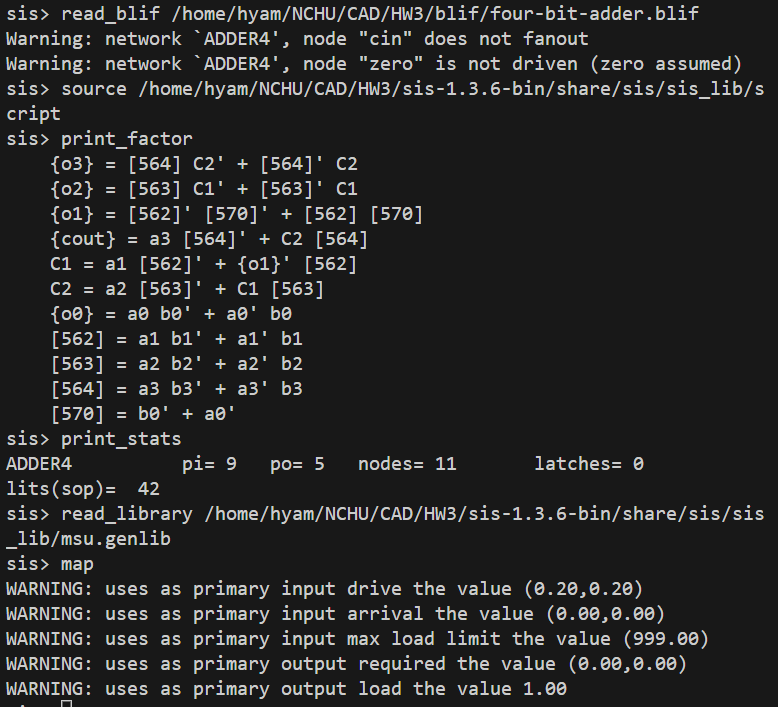 sis> read_blif /home/hyam/NCHU/CAD/HW3/blif/four-bit-adder.blif
Warning: network `ADDER4', node "cin" does not fanout
Warning: network `ADDER4', node "zero" is not driven (zero assumed)
sis> source /home/hyam/NCHU/CAD/HW3/sis-1.3.6-bin/share/sis/sis_lib/s
cript
sis> print_factor
    {o3} = [564] C2' + [564]' C2
    {o2} = [563] C1' + [563]' C1
    {o1} = [562]' [570]' + [562] [570]
    {cout} = a3 [564]' + C2 [564]
    C1 = a1 [562]' + {o1}' [562]
    C2 = a2 [563]' + C1 [563]
    {o0} = a0 b0' + a0' b0
    [562] = a1 b1' + a1' b1
    [563] = a2 b2' + a2' b2
    [564] = a3 b3' + a3' b3
    [570] = b0' + a0'
sis> print_stats
ADDER4          pi= 9   po= 5   nodes= 11       latches= 0
lits(sop)=  42
sis> read_library /home/hyam/NCHU/CAD/HW3/sis-1.3.6-bin/share/sis/sis
_lib/msu.genlib
sis> map
WARNING: uses as primary input drive the value (0.20,0.20)
WARNING: uses as primary input arrival the value (0.00,0.00)
WARNING: uses as primary input max load limit the value (999.00)
WARNING: uses as primary output required the value (0.00,0.00)
WARNING: uses as primary output load the value 1.00